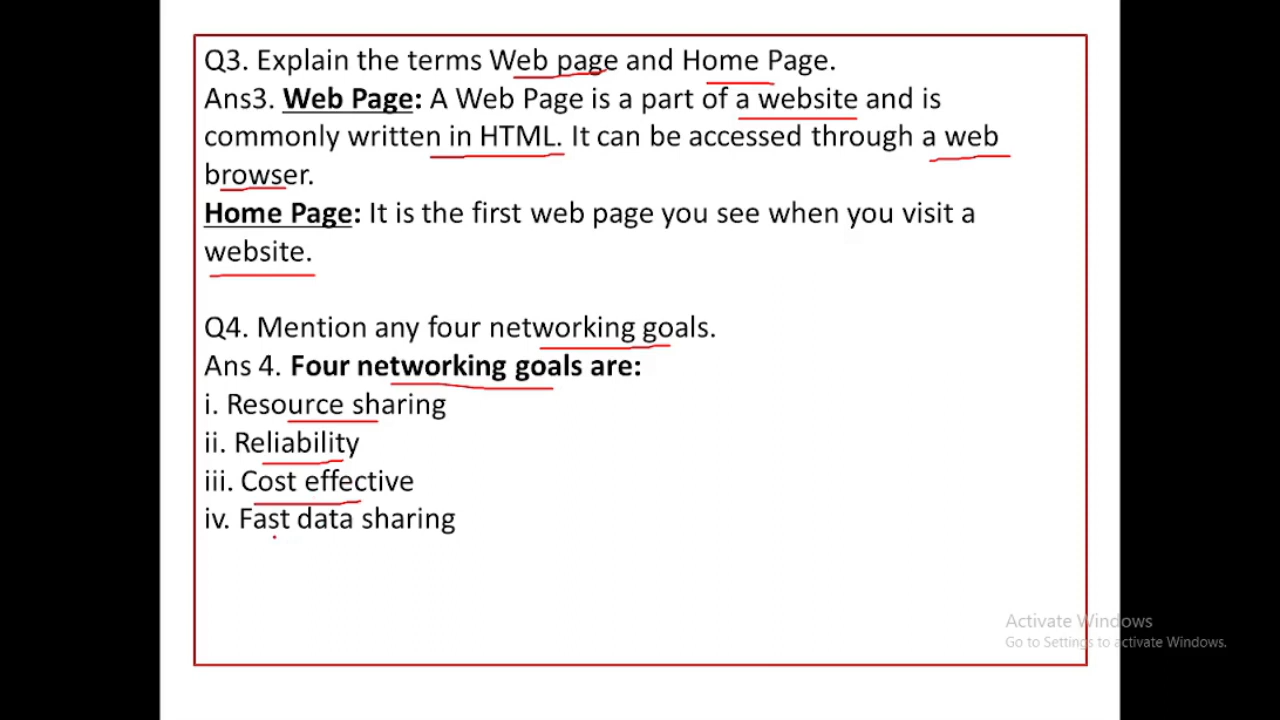 Q3. Explain the terms Web page and Home Page.
Ans3. Web Page: A Web Page is a part of a website and is
commonly written in HTML. It can be accessed through a web
browser.
Home Page: It is the first web page you see when you visit a
website.
Q4. Mention any four networking goals.
Ans 4. Four networking goals are:
i. Resource sharing
ii. Reliability
iii. Cost effective
iv. Fast data sharing
Activate Windows
Go to Settings to activate Windows.